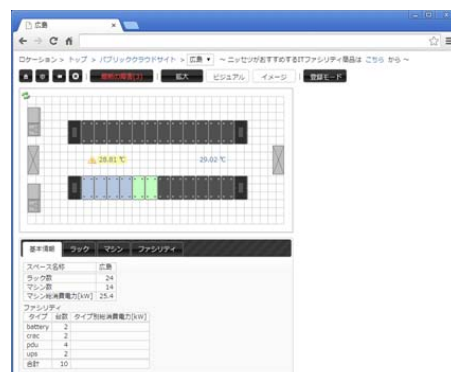 広島
ロケーション > トップ > パブリッククラウドサイト > 広島 ▼ ~ ニッセツがおすすめするITファシリティ商品は こちら から ~
拡大 ビジュアル イメージ 登録モード
28.81 ℃ 29.02 ℃
基本情報 ラック マシン ファシリティ
スペース名称 広島
ラック数 24
マシン数 14
マシン総消費電力[kW] 25.4
ファシリティ
タイプ 台数 タイプ別総消費電力[kW]
battery 2
crac 2
pdu 4
ups 2
合計 10